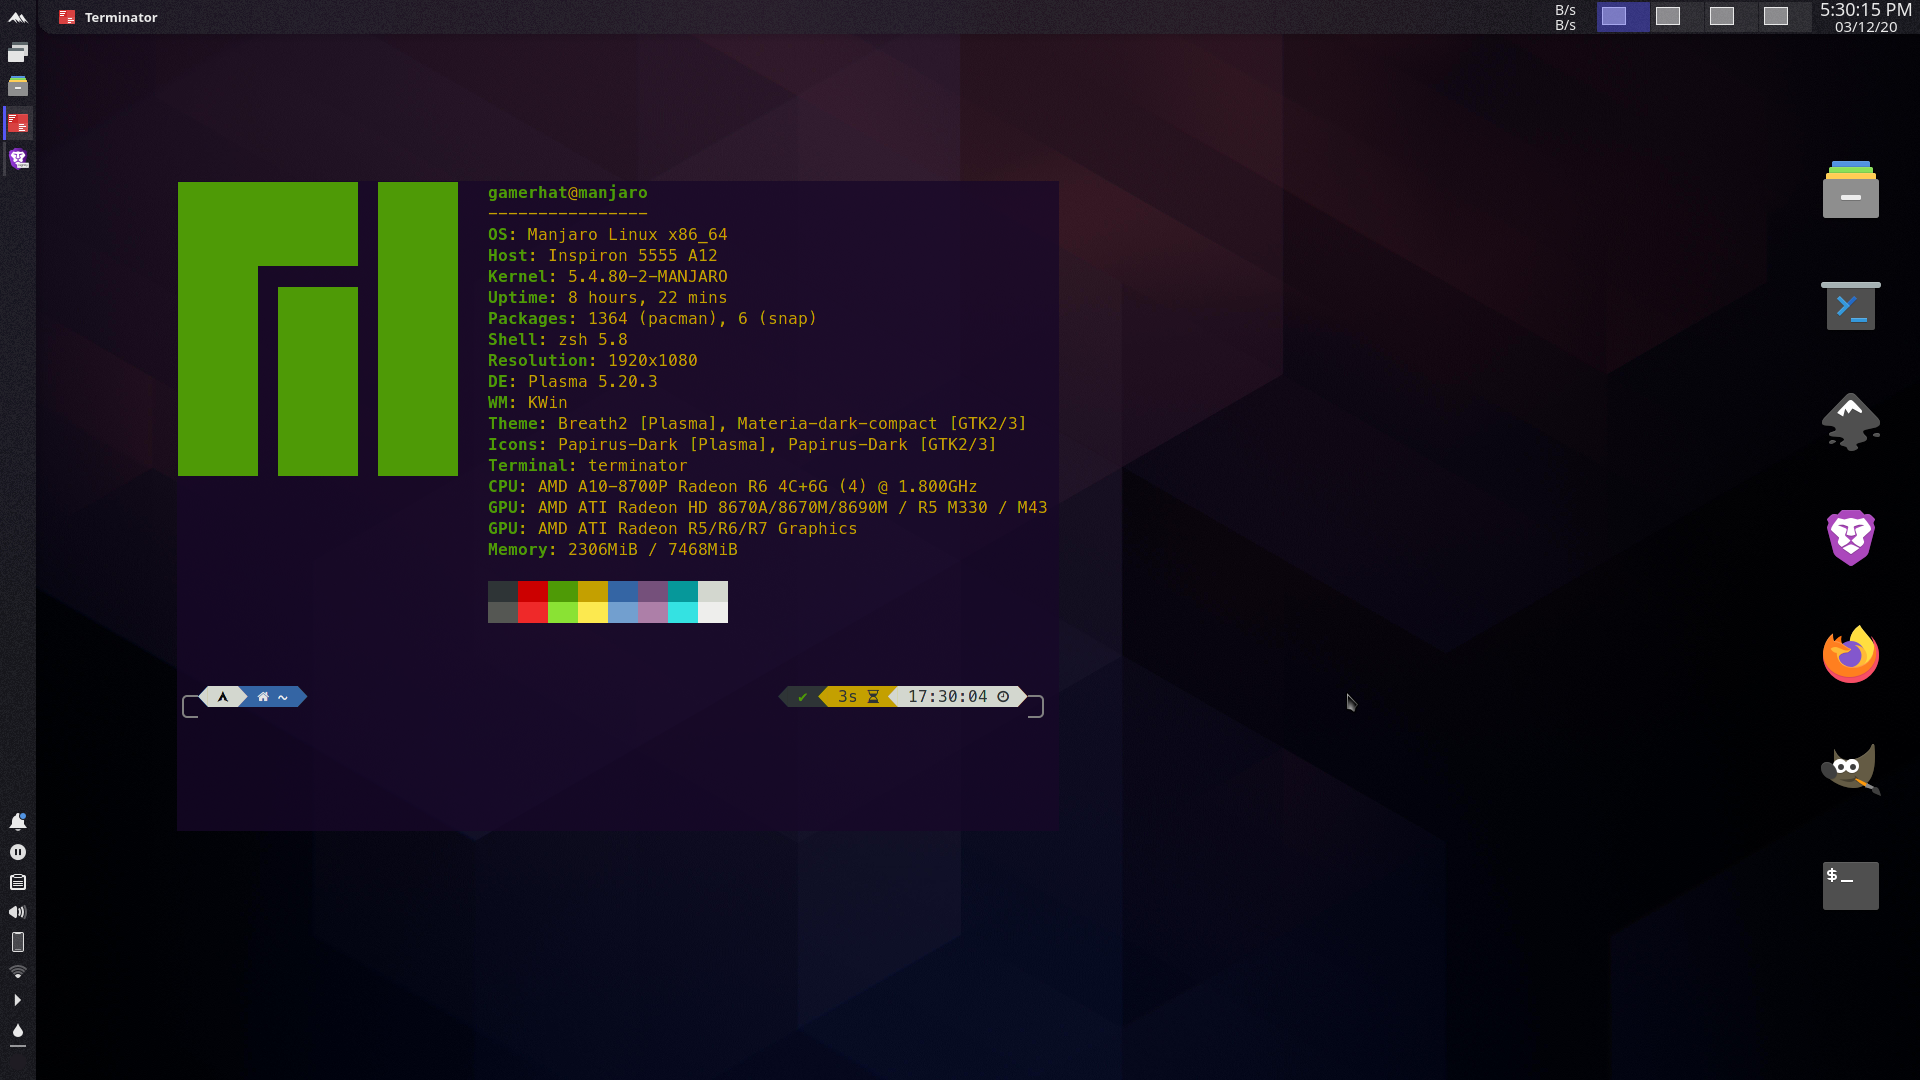 Terminator
B/s
B/s
5:30:15 PM
03/12/20
gamerhat@manjaro
----------------
OS: Manjaro Linux x86_64
Host: Inspiron 5555 A12
Kernel: 5.4.80-2-MANJARO
Uptime: 8 hours, 22 mins
Packages: 1364 (pacman), 6 (snap)
Shell: zsh 5.8
Resolution: 1920x1080
DE: Plasma 5.20.3
WM: KWin
Theme: Breath2 [Plasma], Materia-dark-compact [GTK2/3]
Icons: Papirus-Dark [Plasma], Papirus-Dark [GTK2/3]
Terminal: terminator
CPU: AMD A10-8700P Radeon R6 4C+6G (4) @ 1.800GHz
GPU: AMD ATI Radeon HD 8670A/8670M/8690M / R5 M330 / M43
GPU: AMD ATI Radeon R5/R6/R7 Graphics
Memory: 2306MiB / 7468MiB
~ ✔ 3s 17:30:04
$_